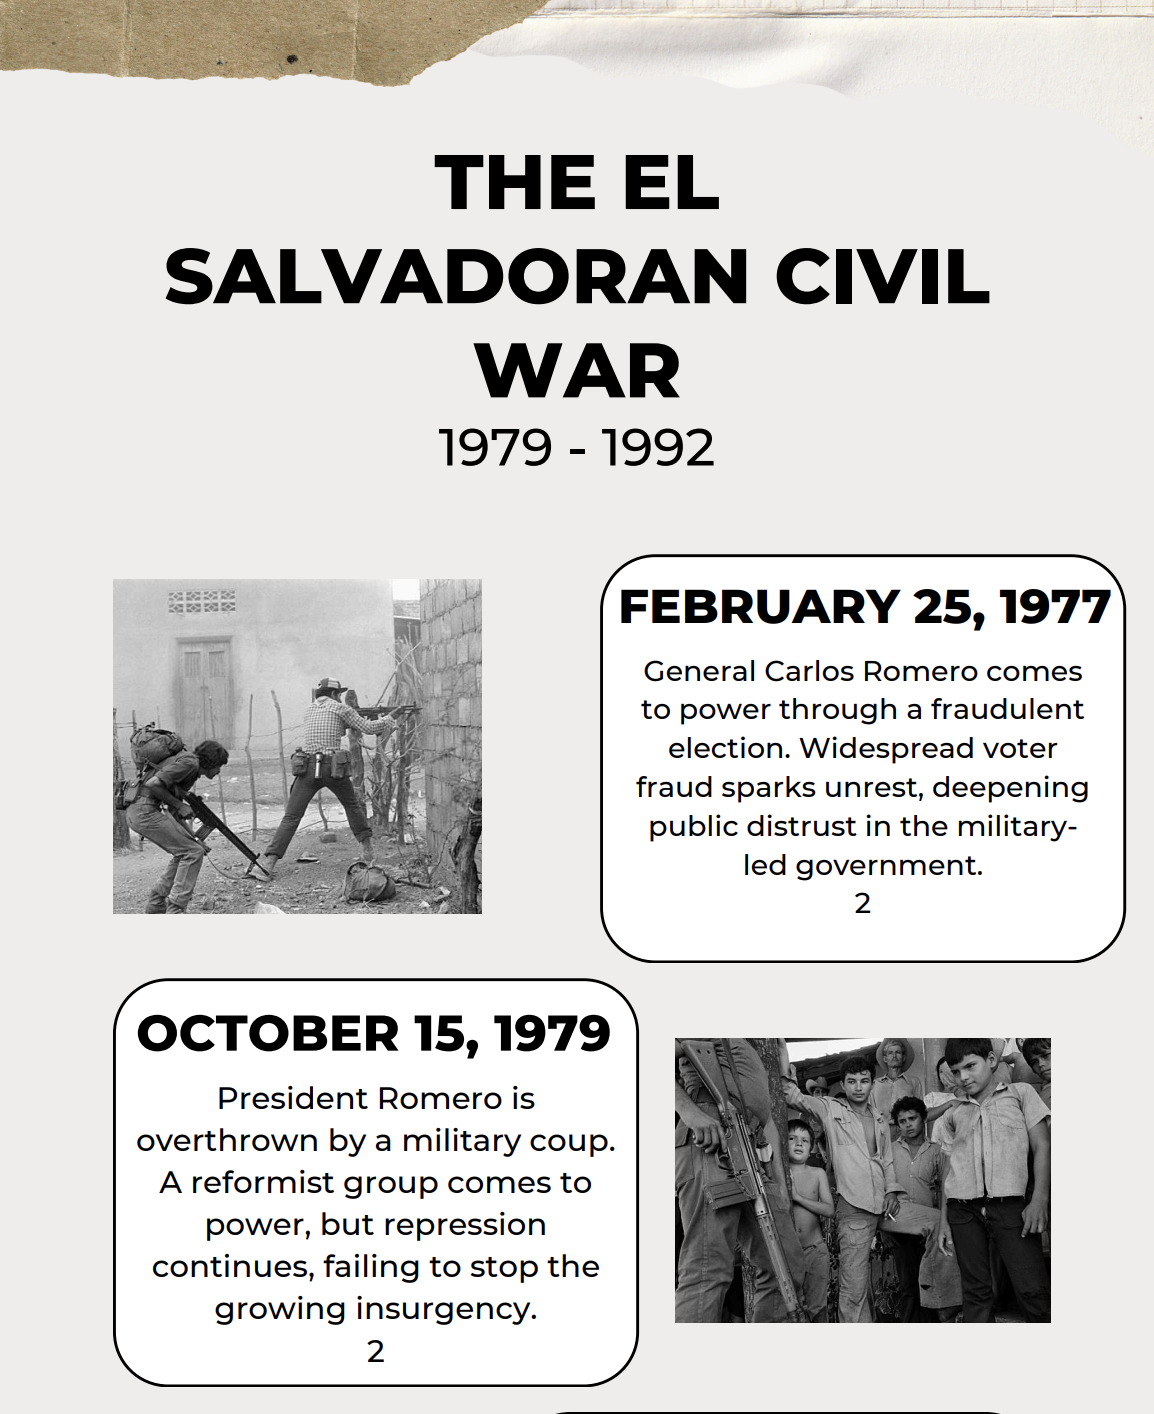 THE EL
SALVADORAN CIVIL
WAR
1979 - 1992
FEBRUARY 25, 1977
General Carlos Romero comes
to power through a fraudulent
election. Widespread voter
fraud sparks unrest, deepening
public distrust in the military-
led government.
2
OCTOBER 15, 1979
President Romero is
overthrown by a military coup.
A reformist group comes to
power, but repression
continues, failing to stop the
growing insurgency.
2